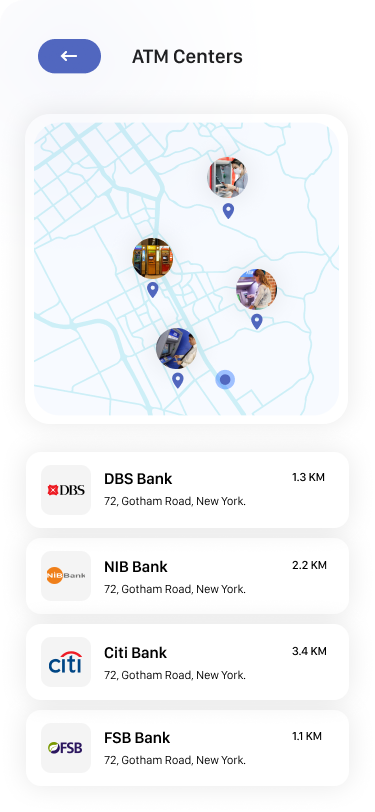 ATM Centers
DBS
DBS Bank
1.3 KM
72, Gotham Road, New York.
NIB Bank
NIB Bank
2.2 KM
72, Gotham Road, New York.
citi
Citi Bank
3.4 KM
72, Gotham Road, New York.
FSB
FSB Bank
1.1 KM
72, Gotham Road, New York.